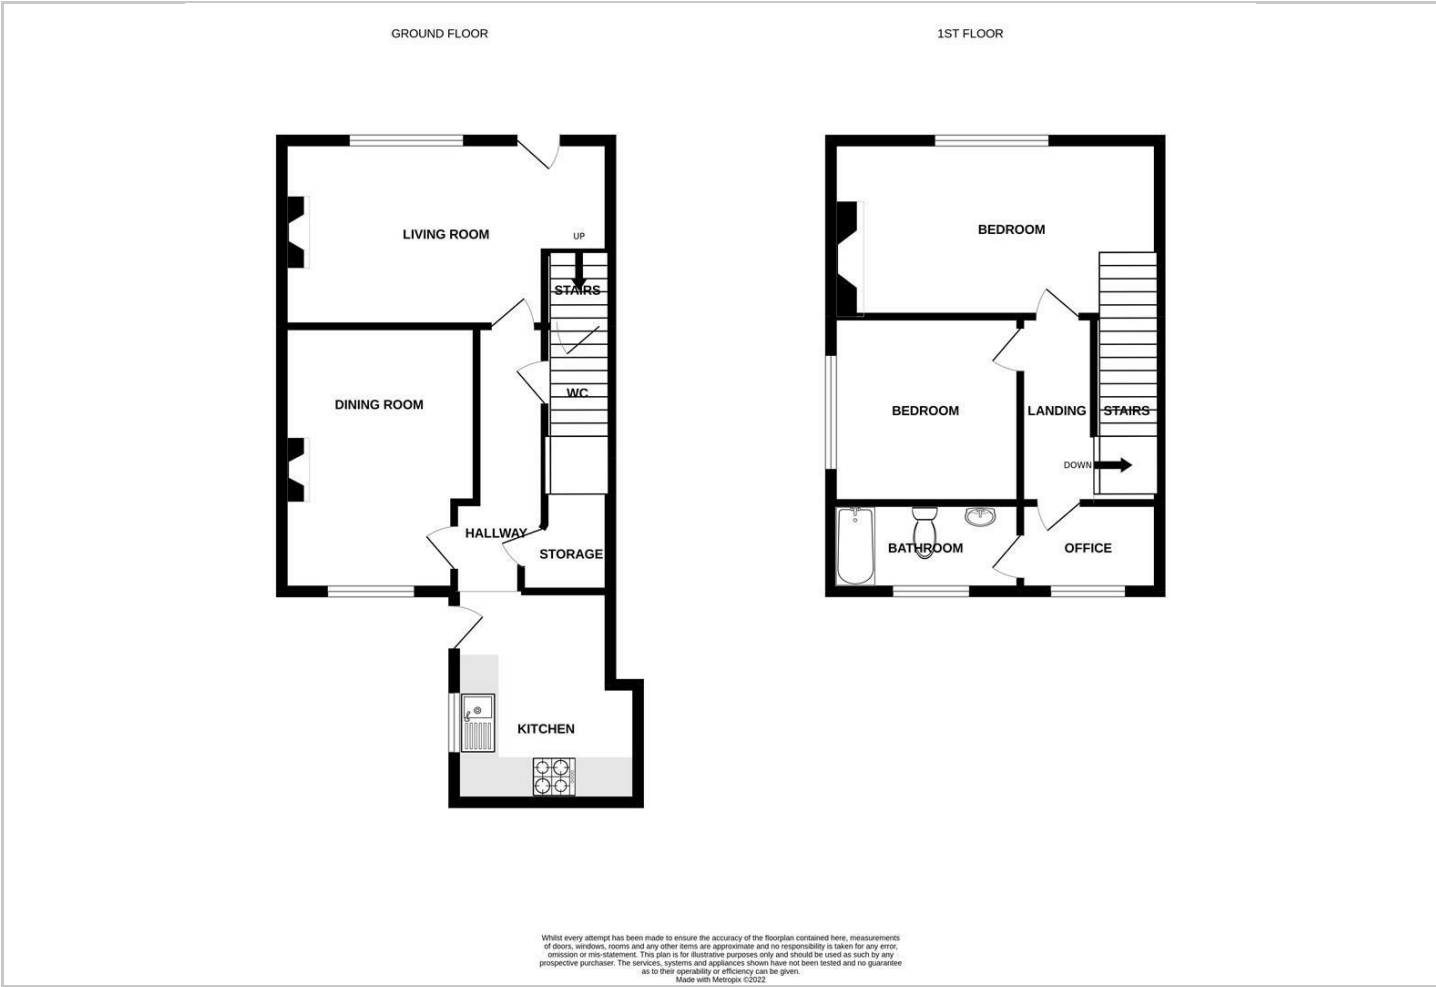 GROUND FLOOR
1ST FLOOR
LIVING ROOM
UP
STAIRS
DINING ROOM
WC
HALLWAY
STORAGE
KITCHEN
BEDROOM
BEDROOM
LANDING
STAIRS
DOWN
BATHROOM
OFFICE
Whilst every attempt has been made to ensure the accuracy of the floorplan contained here, measurements
of doors, windows, rooms and any other items are approximate and no responsibility is taken for any error,
omission or mis-statement. This plan is for illustrative purposes only and should be used as such by any
prospective purchaser. The services, systems and appliances shown have not been tested and no guarantee
as to their operability or efficiency can be given.
Made with Metropix ©2022